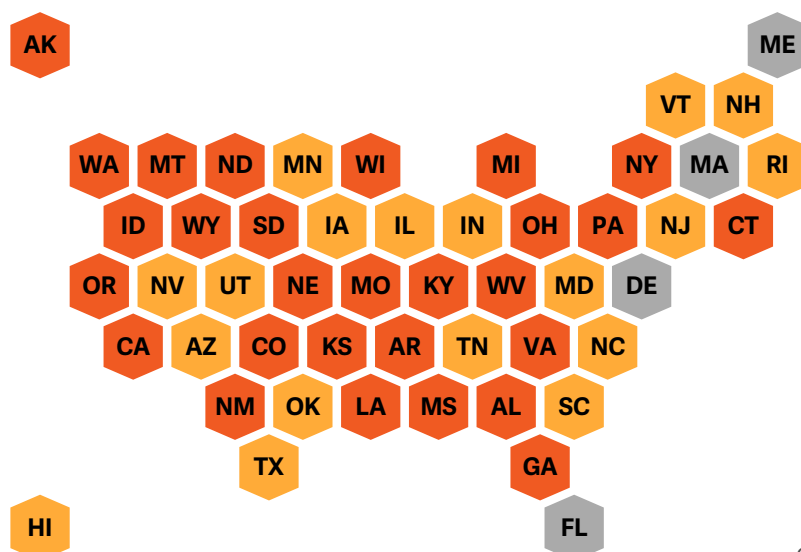 AK ME
VT NH
WA MT ND MN WI MI NY MA RI
ID WY SD IA IL IN OH PA NJ CT
OR NV UT NE MO KY WV MD DE
CA AZ CO KS AR TN VA NC
NM OK LA MS AL SC
TX GA
HI FL